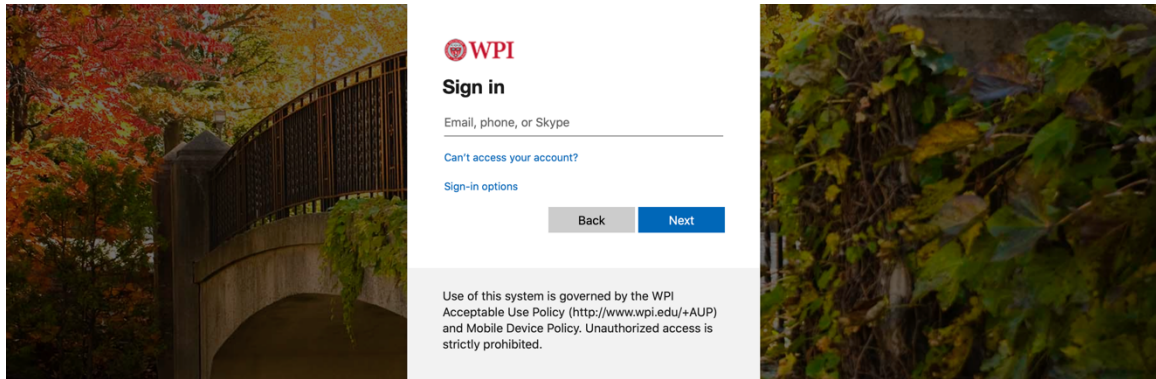 WPI
Sign in
Email, phone, or Skype
Can't access your account?
Sign-in options
Back Next
Use of this system is governed by the WPI
Acceptable Use Policy (http://www.wpi.edu/+AUP)
and Mobile Device Policy. Unauthorized access is
strictly prohibited.